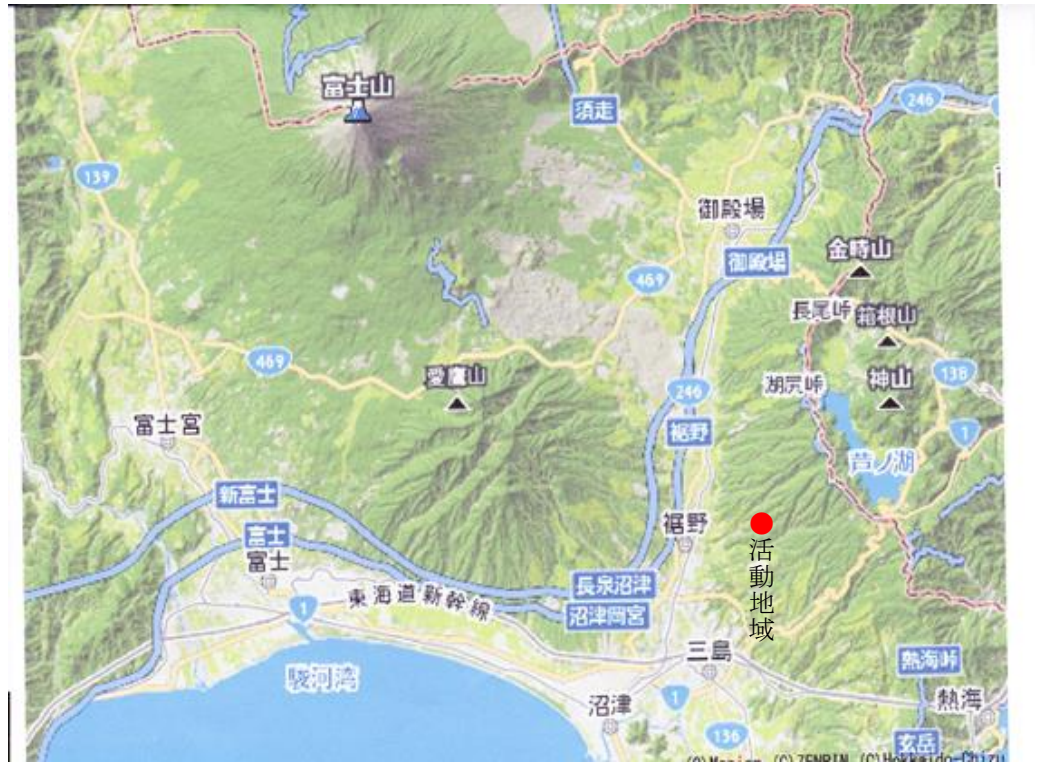 富士山
須走
246
139
御殿場
御殿場
金時山
469
長尾峠
箱根山
469
愛鷹山
246
湖尻峠
神山
138
裾野
1
富士宮
芦ノ湖
新富士
裾野
活動地域
富士
富士
長泉沼津
東海道新幹線
沼津岡宮
1
三島
熱海峠
駿河湾
沼津
1
熱海
136
玄岳
(C)ZENRIN (C)Hokkaido-Chizu